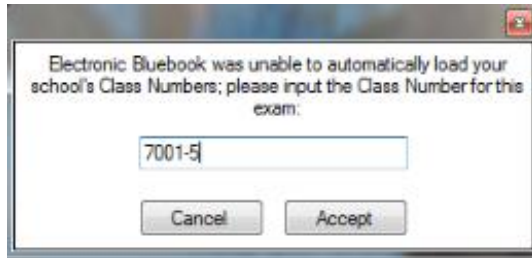 Electronic Bluebook was unable to automatically load your
school's Class Numbers; please input the Class Number for this
exam:
7001-5
Cancel
Accept